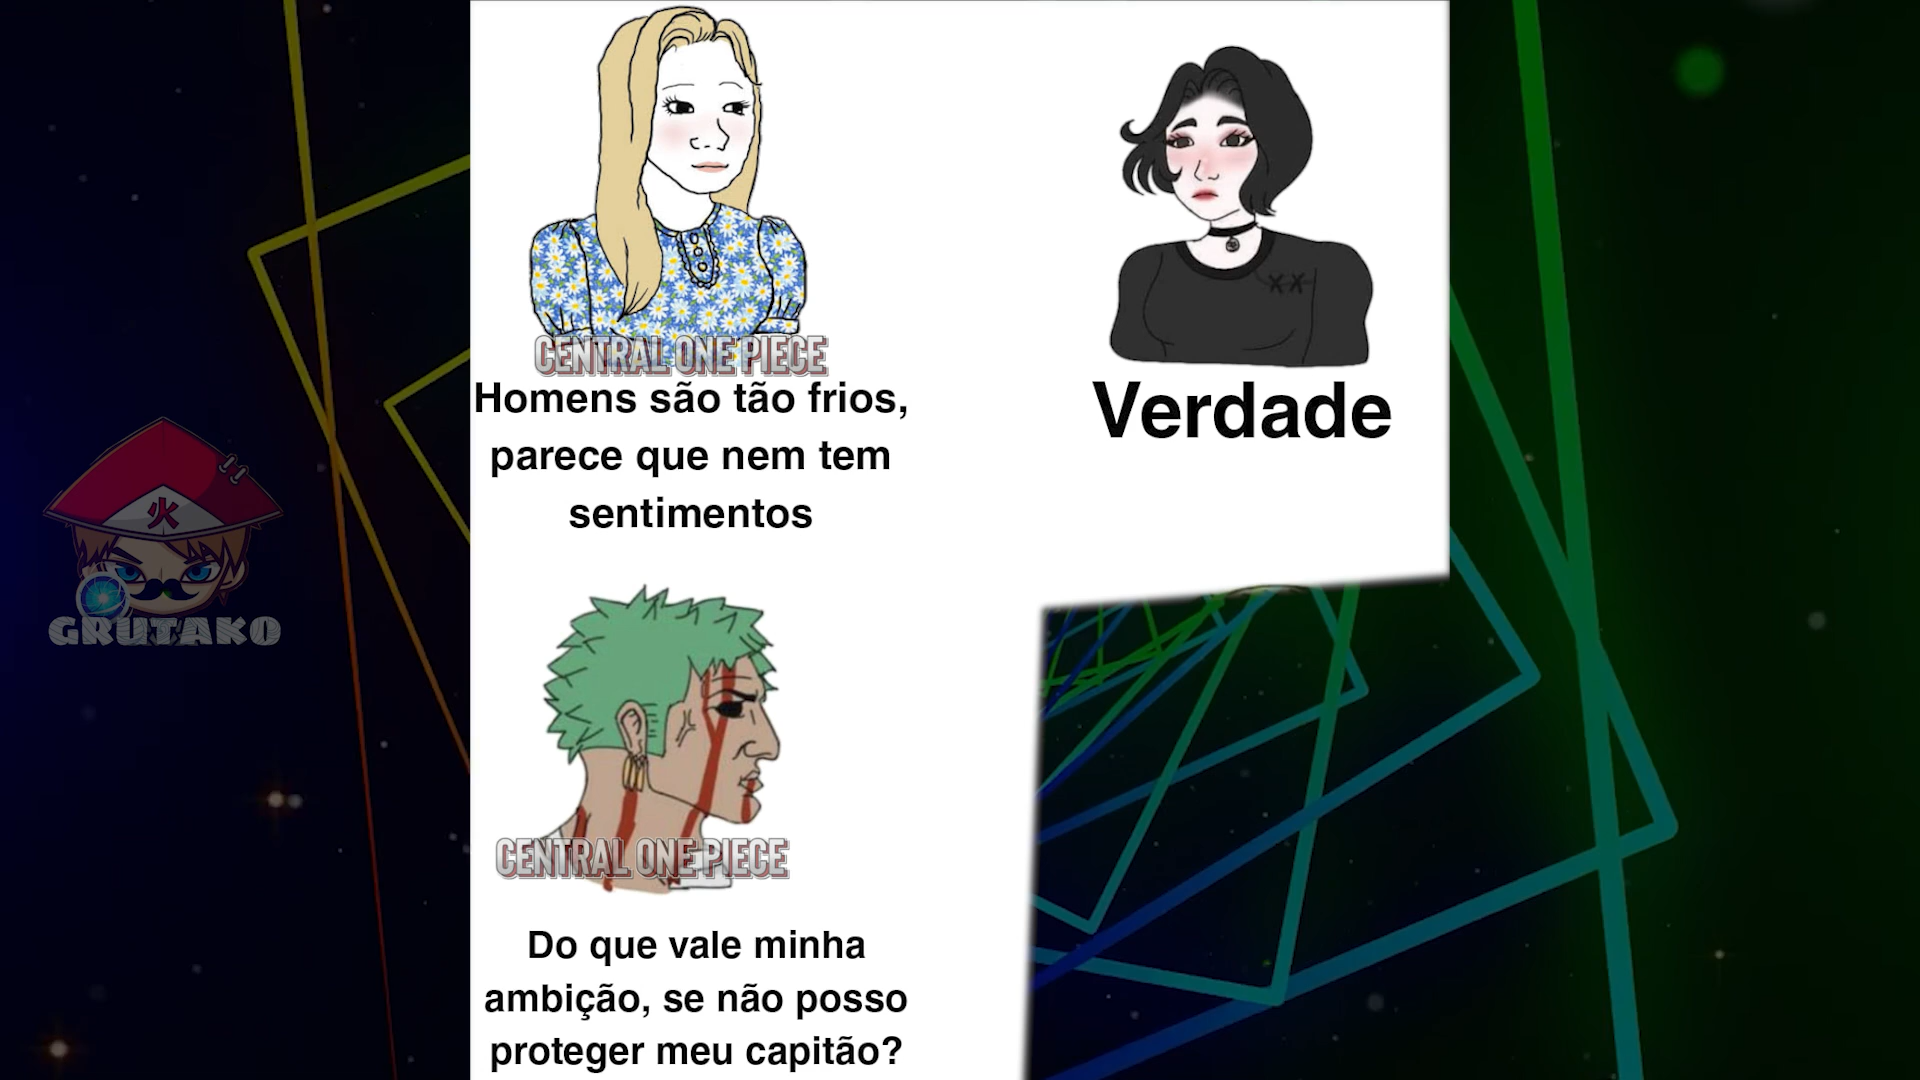 CENTRAL ONE PIECE
Homens são tão frios,
parece que nem tem
sentimentos
Verdade
火
GRUTAKO
CENTRAL ONE PIECE
Do que vale minha
ambição, se não posso
proteger meu capitão?